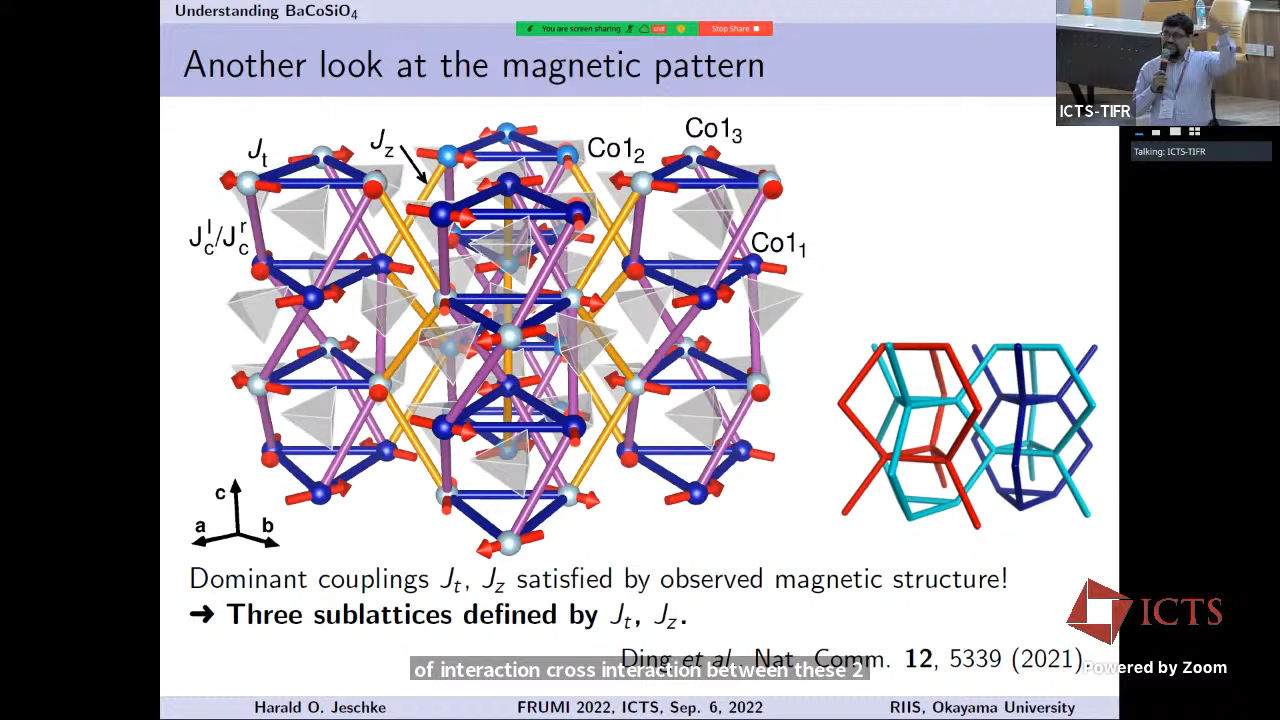 Understanding BaCoSiO4
You are screen sharing LIVE Stop Share
Another look at the magnetic pattern
ICTS-TIFR
Talking: ICTS-TIFR
Jt
Jz
Co12
Co13
Jcl/Jcr
Co11
c
a b
Dominant couplings Jt, Jz satisfied by observed magnetic structure!
➜ Three sublattices defined by Jt, Jz.
ICTS
Ding et al. Nat. Comm. 12, 5339 (2021)
of interaction cross interaction between these 2
Powered by Zoom
Harald O. Jeschke FRUMI 2022, ICTS, Sep. 6, 2022 RIIS, Okayama University